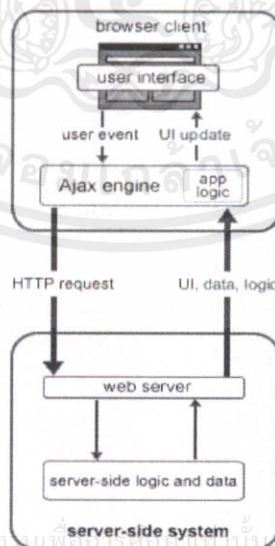 browser client
user interface
user event UI update
Ajax engine
app
logic
HTTP request UI, data, logic
web server
server-side logic and data
server-side system